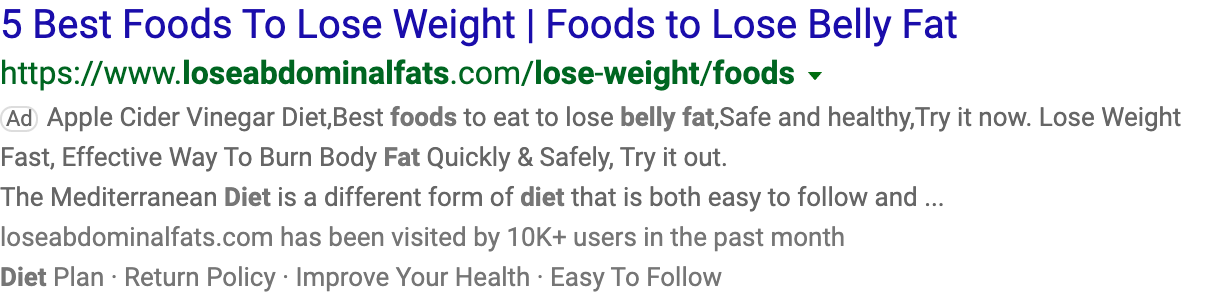 5 Best Foods To Lose Weight | Foods to Lose Belly Fat
https://www.loseabdominalfats.com/lose-weight/foods
Ad Apple Cider Vinegar Diet,Best foods to eat to lose belly fat,Safe and healthy,Try it now. Lose Weight
Fast, Effective Way To Burn Body Fat Quickly & Safely, Try it out.
The Mediterranean Diet is a different form of diet that is both easy to follow and ...
loseabdominalfats.com has been visited by 10K+ users in the past month
Diet Plan · Return Policy · Improve Your Health · Easy To Follow